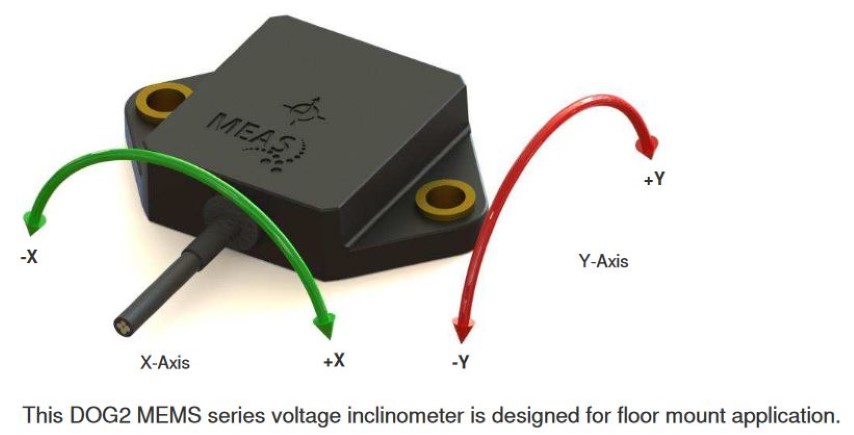 MEAS
+Y
-X
Y-Axis
X-Axis
+X
-Y
This DOG2 MEMS series voltage inclinometer is designed for floor mount application.